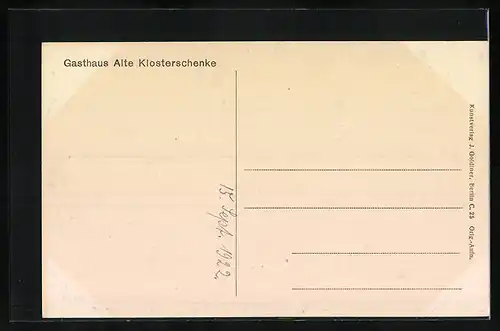 Gasthaus Alte Klosterschenke
15. Sept. 1922.
Kunstverlag J. Goldiner, Berlin C. 25 Orig.-Aufn.